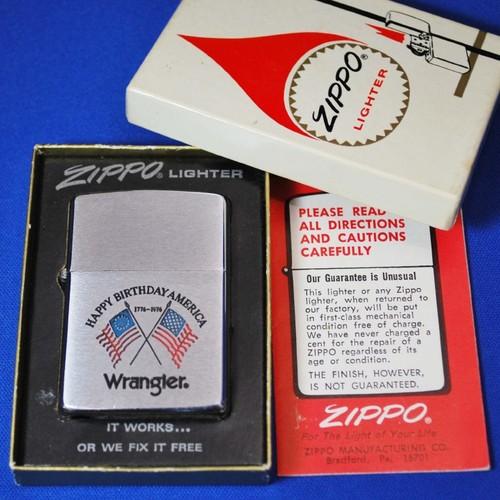 ZIPPO
LIGHTER
ZIPPO LIGHTER
HAPPY BIRTHDAY AMERICA
1776-1976
Wrangler
IT WORKS...
OR WE FIX IT FREE
PLEASE READ
ALL DIRECTIONS
AND CAUTIONS
CAREFULLY
Our Guarantee is Unusual
This lighter or any Zippo
lighter, when returned to
our factory, will be put
in first-class mechanical
condition free of charge.
We have never charged a
cent for the repair of a
ZIPPO regardless of its
age or condition.
THE FINISH, HOWEVER,
IS NOT GUARANTEED.
ZIPPO®
For The Light of Your Life
ZIPPO MANUFACTURING CO.
Bradford, Pa. 16701